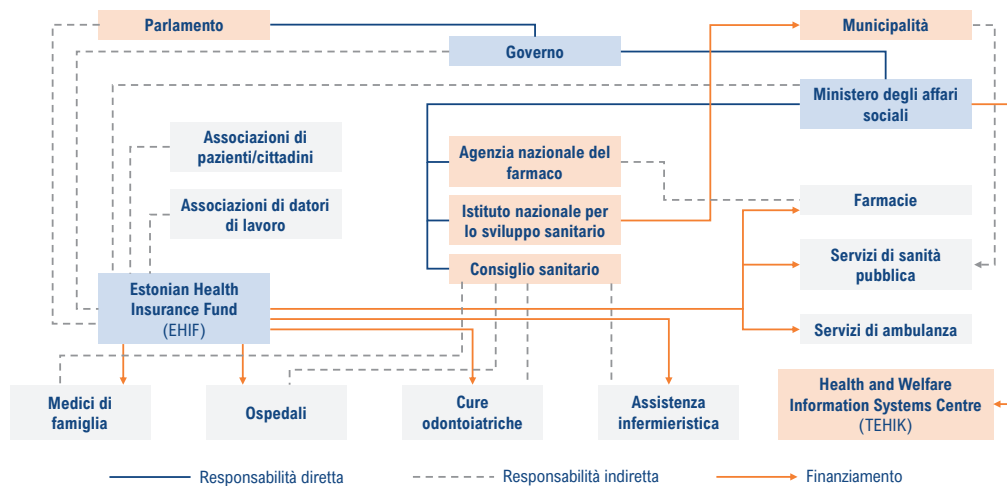 Parlamento
Municipalità
Governo
Ministero degli affari
sociali
Associazioni di
pazienti/cittadini
Agenzia nazionale del
farmaco
Associazioni di datori
di lavoro
Istituto nazionale per
lo sviluppo sanitario
Farmacie
Consiglio sanitario
Servizi di sanità
pubblica
Estonian Health
Insurance Fund
(EHIF)
Servizi di ambulanza
Medici di
famiglia
Ospedali
Cure
odontoiatriche
Assistenza
infermieristica
Health and Welfare
Information Systems Centre
(TEHIK)
Responsabilità diretta
Responsabilità indiretta
Finanziamento